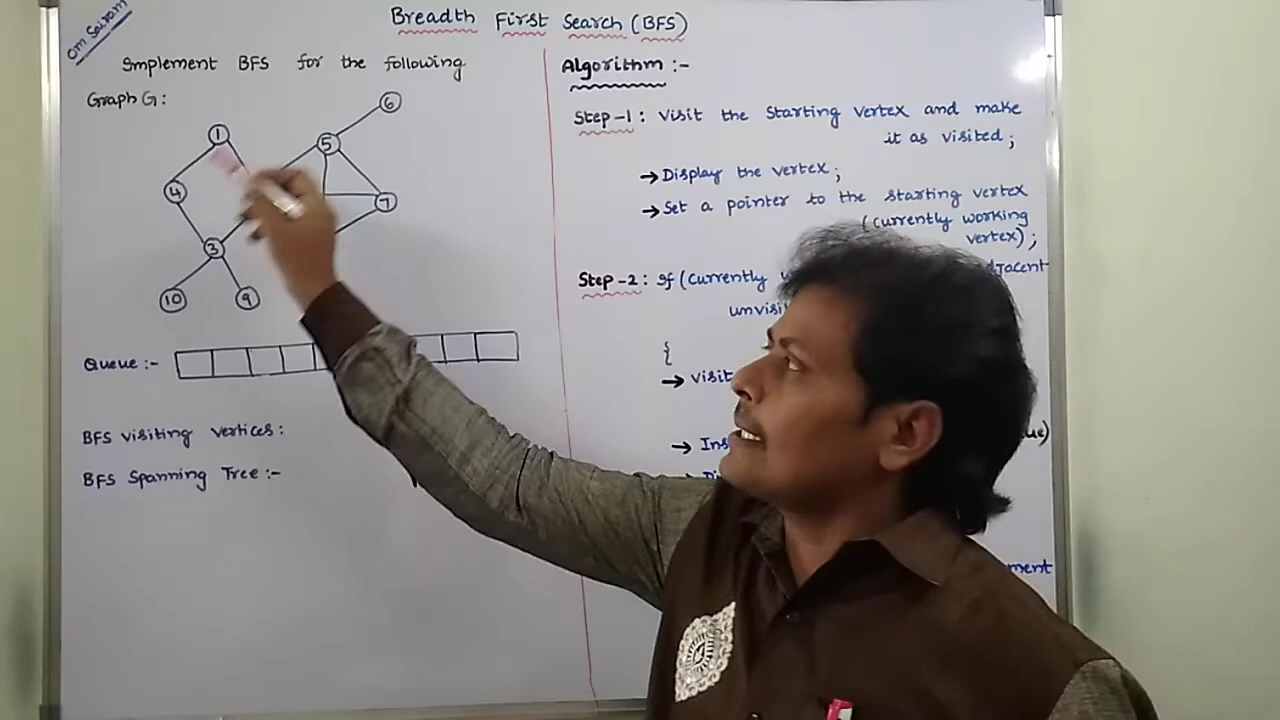 Om Sairam
Breadth First Search (BFS)
Implement BFS for the following
Graph G:
1
6
5
4
7
3
10
9
Queue :-
BFS visiting vertices:
BFS Spanning Tree :-
Algorithm :-
Step-1: Visit the starting vertex and make
it as visited;
→ Display the vertex;
→ Set a pointer to the starting vertex
(currently working
vertex);
Step-2: If (currently
{
→ visit
→